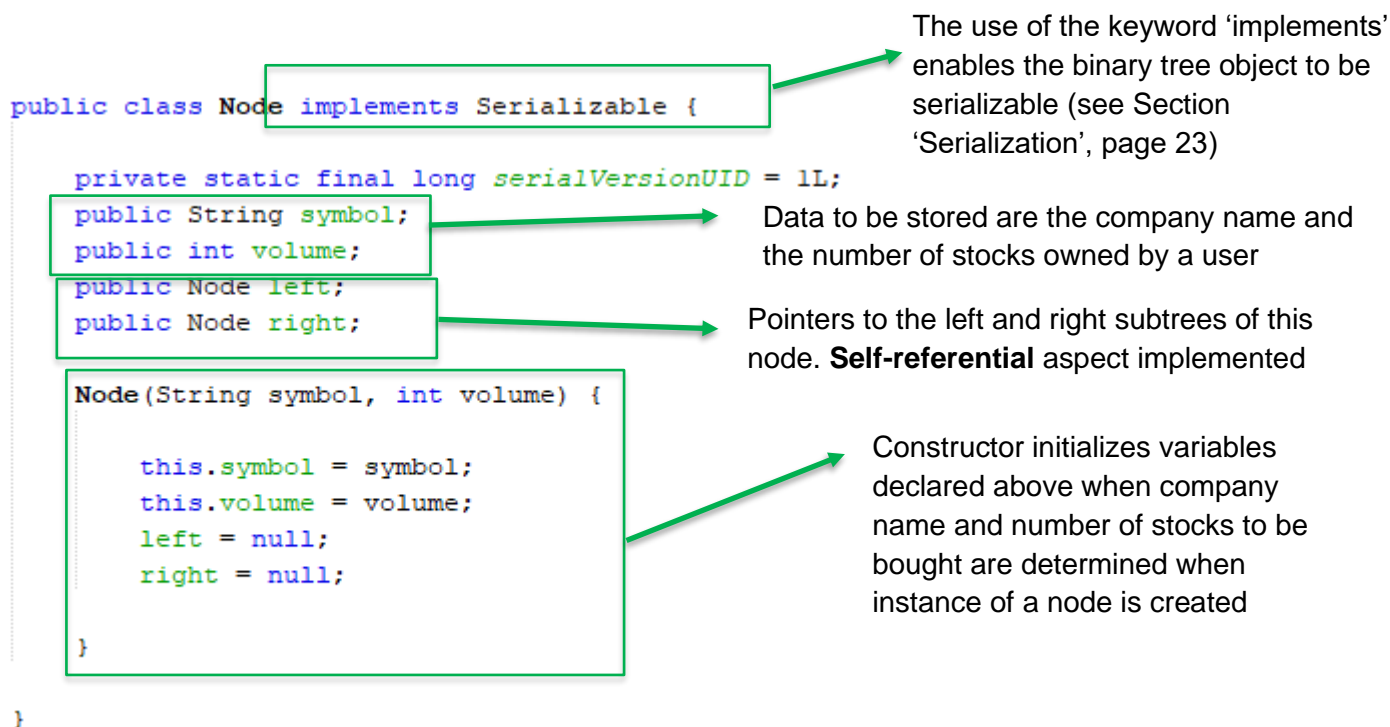 The use of the keyword ‘implements’
enables the binary tree object to be
serializable (see Section
‘Serialization’, page 23)
public class Node implements Serializable {
private static final long serialVersionUID = 1L;
public String symbol;
public int volume;
Data to be stored are the company name and
the number of stocks owned by a user
public Node left;
public Node right;
Pointers to the left and right subtrees of this
node. Self-referential aspect implemented
Node(String symbol, int volume) {
this.symbol = symbol;
this.volume = volume;
left = null;
right = null;
}
Constructor initializes variables
declared above when company
name and number of stocks to be
bought are determined when
instance of a node is created
}